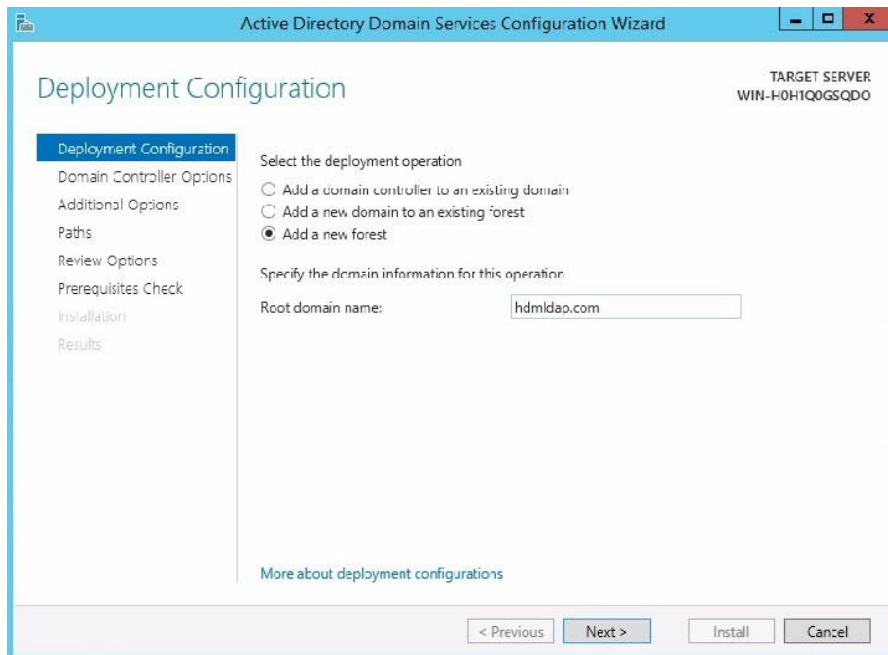 Active Directory Domain Services Configuration Wizard
Deployment Configuration
TARGET SERVER
WIN-H0H1Q0GSQDO
Deployment Configuration
Domain Controller Options
Additional Options
Paths
Review Options
Prerequisites Check
Installation
Results
Select the deployment operation
Add a domain controller to an existing domain
Add a new domain to an existing forest
Add a new forest
Specify the domain information for this operation
Root domain name:
hdmldap.com
More about deployment configurations
< Previous
Next >
Install
Cancel